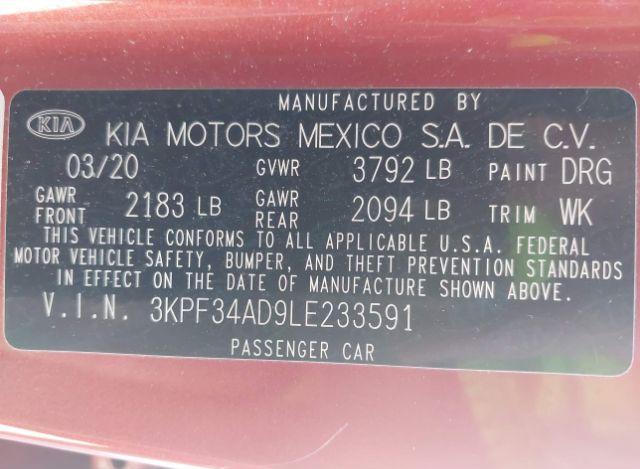 MANUFACTURED BY
KIA KIA MOTORS MEXICO S.A. DE C.V.
03/20 GVWR 3792 LB PAINT DRG
GAWR FRONT 2183 LB GAWR REAR 2094 LB TRIM WK
THIS VEHICLE CONFORMS TO ALL APPLICABLE U.S.A. FEDERAL
MOTOR VEHICLE SAFETY, BUMPER, AND THEFT PREVENTION STANDARDS
IN EFFECT ON THE DATE OF MANUFACTURE SHOWN ABOVE.
V.I.N. 3KPF34AD9LE233591
PASSENGER CAR